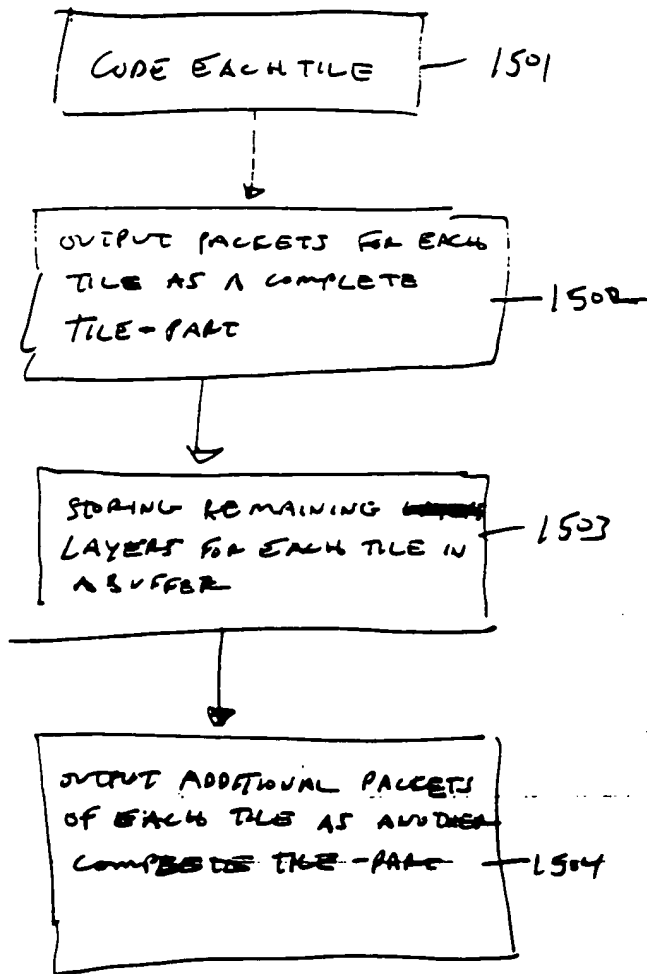 CODE EACH TILE
1501
OUTPUT PACKETS FOR EACH
TILE AS A COMPLETE
TILE-PART
1502
STORING REMAINING
LAYERS FOR EACH TILE IN
A BUFFER
1503
OUTPUT ADDITIONAL PACKETS
OF EACH TILE AS ANOTHER
COMPLETE TILE-PART
1504